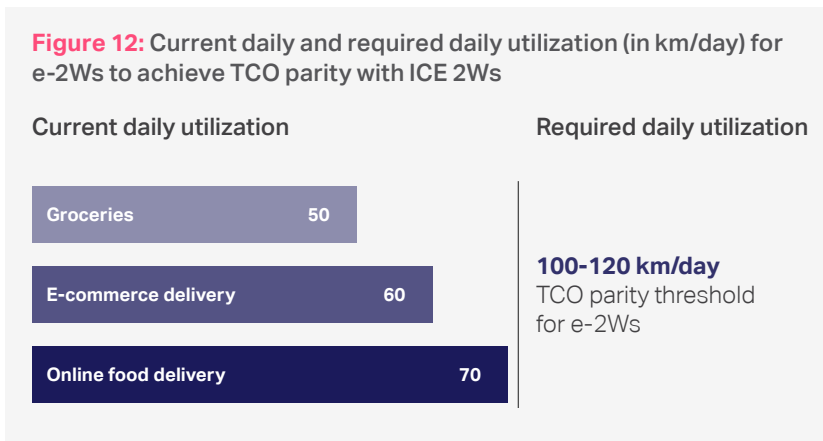 Figure 12: Current daily and required daily utilization (in km/day) for
e-2Ws to achieve TCO parity with ICE 2Ws
Current daily utilization
Required daily utilization
Groceries 50
E-commerce delivery 60
Online food delivery 70
100-120 km/day
TCO parity threshold
for e-2Ws